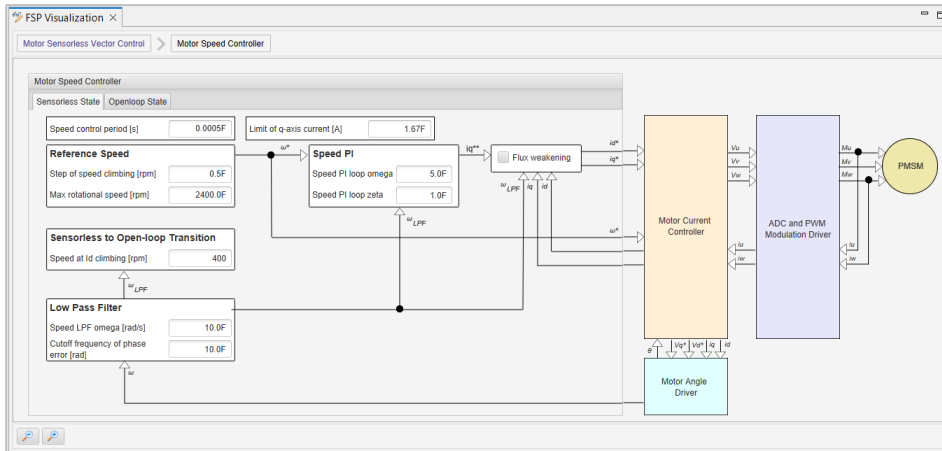 FSP Visualization
Motor Sensorless Vector Control
Motor Speed Controller
Motor Speed Controller
Sensorless State
Openloop State
Speed control period [s]
0.0005F
Limit of q-axis current [A]
1.67F
Reference Speed
Step of speed climbing [rpm]
0.5F
Max rotational speed [rpm]
2400.0F
ω*
Speed PI
Speed PI loop omega
5.0F
Speed PI loop zeta
1.0F
iq**
Flux weakening
id*
iq*
ω LPF
iq
id
ω LPF
ω*
Sensorless to Open-loop Transition
Speed at Id climbing [rpm]
400
ω LPF
Low Pass Filter
Speed LPF omega [rad/s]
10.0F
Cutoff frequency of phase
error [rad]
10.0F
ω
Motor Current
Controller
Vu
Vv
Vw
iu
iw
ADC and PWM
Modulation Driver
Mu
Mv
Mw
iu
iw
PMSM
θ
Vq*
Vd*
iq
id
Motor Angle
Driver